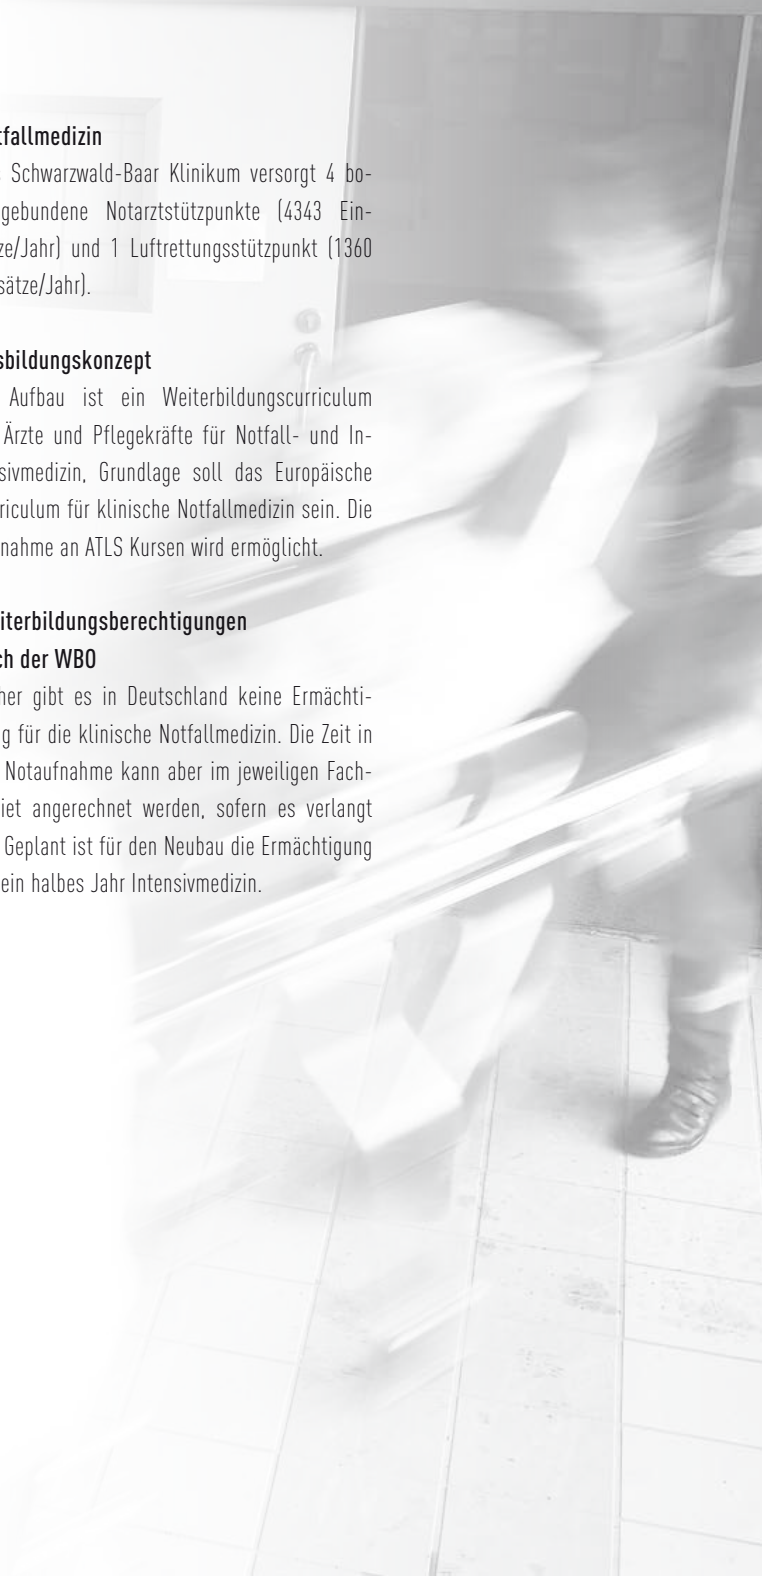 tfallmedizin
Schwarzwald-Baar Klinikum versorgt 4 bo-
gebundene Notarztstützpunkte (4343 Ein-
ze/Jahr) und 1 Luftrettungsstützpunkt (1360
sätze/Jahr).
sbildungskonzept
Aufbau ist ein Weiterbildungscurriculum
Ärzte und Pflegekräfte für Notfall- und In-
sivmedizin, Grundlage soll das Europäische
riculum für klinische Notfallmedizin sein. Die
nahme an ATLS Kursen wird ermöglicht.
iterbildungsberechtigungen
ch der WBO
her gibt es in Deutschland keine Ermächti-
g für die klinische Notfallmedizin. Die Zeit in
Notaufnahme kann aber im jeweiligen Fach-
iet angerechnet werden, sofern es verlangt
Geplant ist für den Neubau die Ermächtigung
ein halbes Jahr Intensivmedizin.